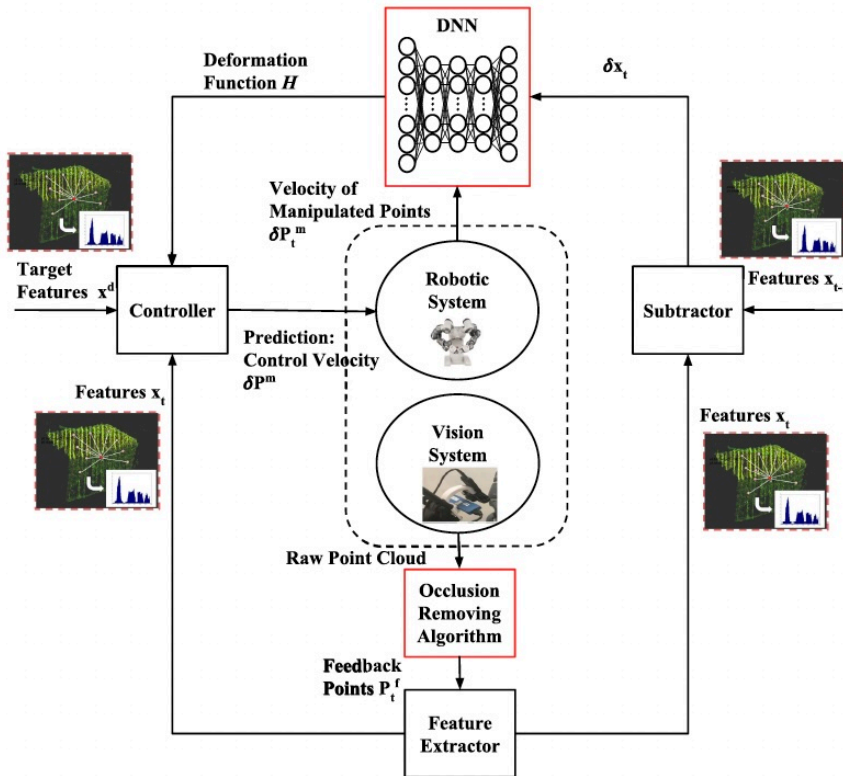 DNN
Deformation
Function H
δx_t
Velocity of
Manipulated Points
δP_t^m
Target
Features x^d
Controller
Robotic
System
Subtractor
Features x_t-
Prediction:
Control Velocity
δP^m
Features x_t
Features x_t
Vision
System
Raw Point Cloud
Occlusion
Removing
Algorithm
Feedback
Points P_t^f
Feature
Extractor